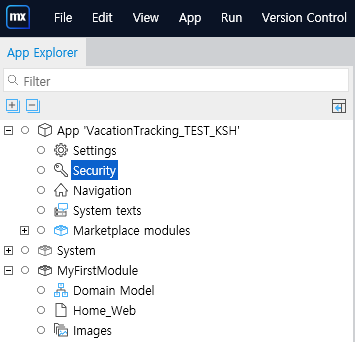 mx File Edit View App Run Version Control
App Explorer
Filter
App 'VacationTracking_TEST_KSH'
Settings
Security
Navigation
System texts
Marketplace modules
System
MyFirstModule
Domain Model
Home_Web
Images